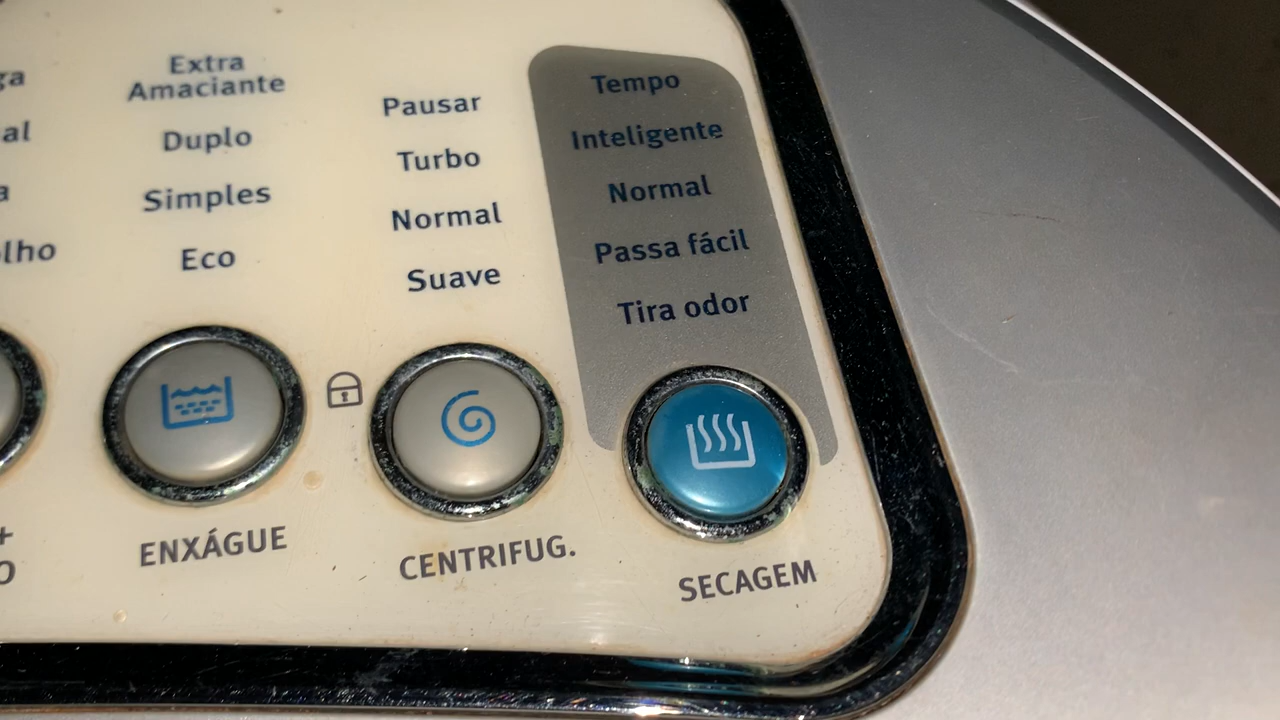 Extra
Amaciante
Duplo
Simples
Eco
ENXÁGUE
Pausar
Turbo
Normal
Suave
CENTRIFUG.
Tempo
Inteligente
Normal
Passa fácil
Tira odor
SECAGEM